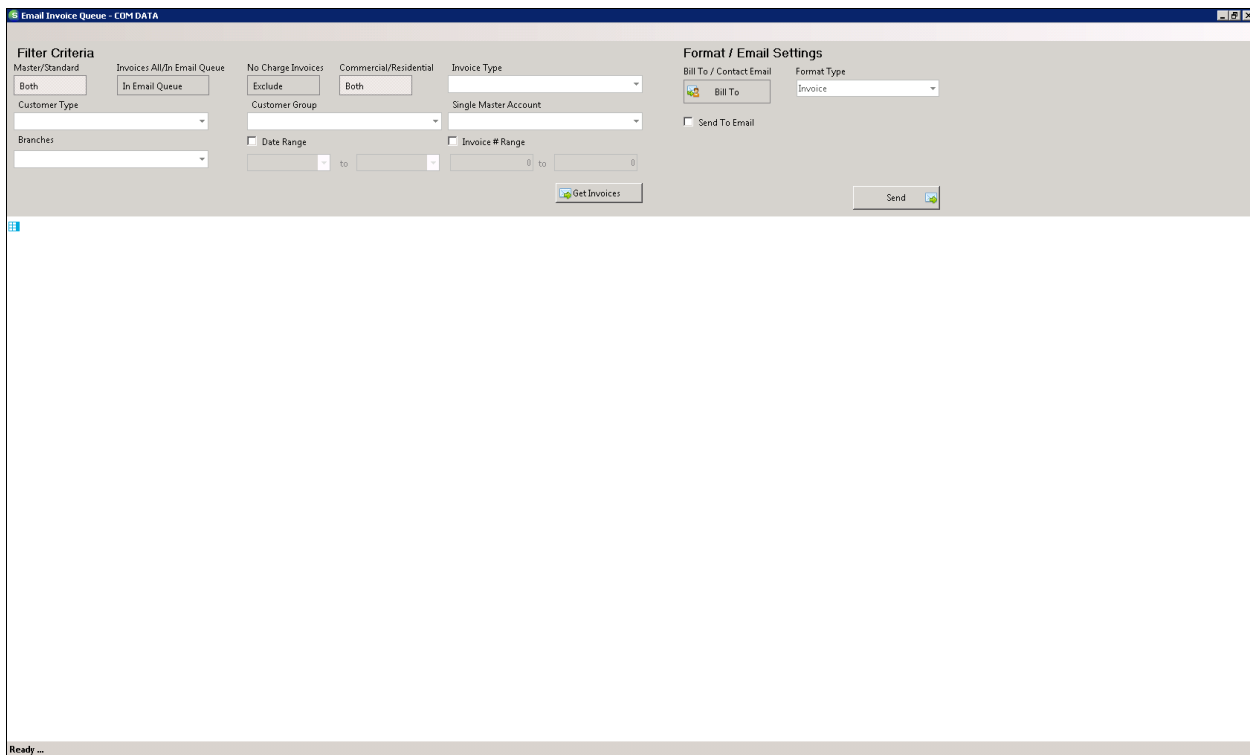 Email Invoice Queue - COM DATA
Filter Criteria
Format / Email Settings
Master/Standard Invoices All/In Email Queue No Charge Invoices Commercial/Residential Invoice Type
Bill To / Contact Email Format Type
Both In Email Queue Exclude Both
Bill To Invoice
Customer Type Customer Group Single Master Account
Send To Email
Branches Date Range Invoice # Range
to 0 to 0
Get Invoices
Send
Ready ...